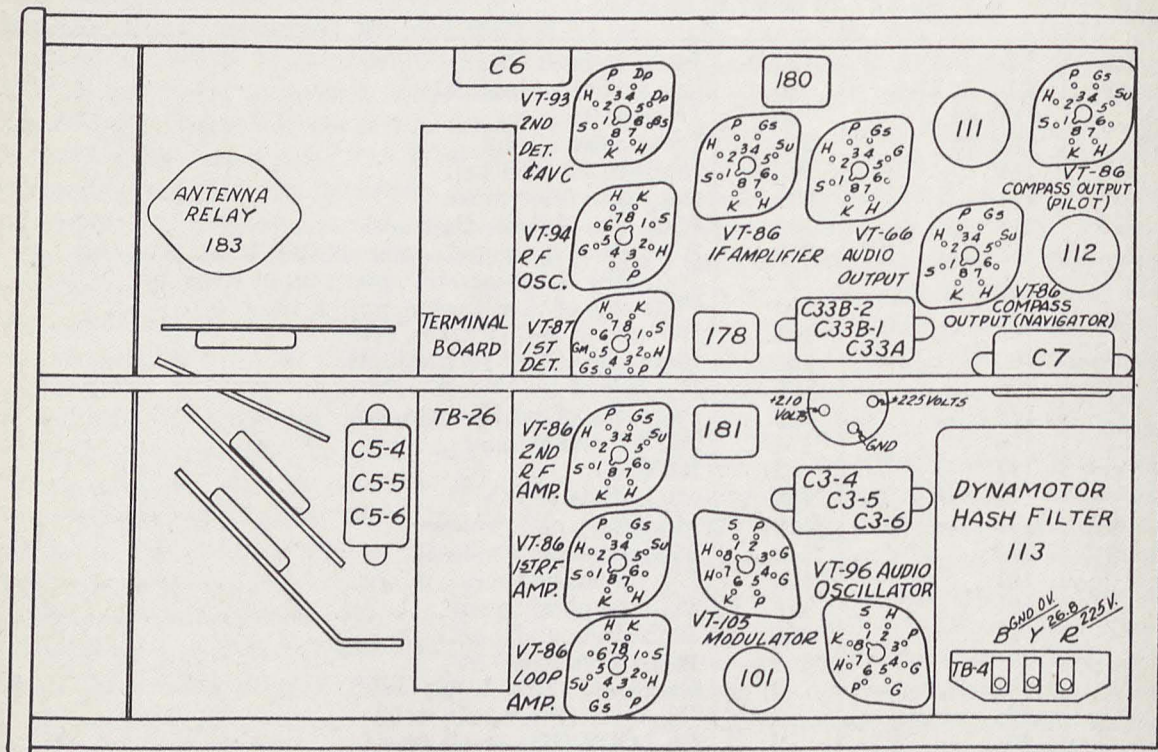 C6
180
111
VT-93
2ND
DET.
&AVC
P Dp
H 2 3 4 5 Dp
S 1 8 7 6 Gs
K H
P Gs
H 2 3 4 5 Su
S 1 8 7 6
K H
VT-86
IF AMPLIFIER
P Gs
H 2 3 4 5 G
S 1 8 7 6
K H
VT-66
AUDIO
OUTPUT
P Gs
H 2 3 4 5 Su
1 6
S 8 7
K H
VT-86
COMPASS OUTPUT
(PILOT)
ANTENNA
RELAY
183
VT-94
RF
OSC.
H K
6 7 8 1 S
G 5 4 3 2 H
P
P Gs
H 2 3 4 5 Su
S 1 8 7 6
K H
VT-86
COMPASS
OUTPUT (NAVIGATOR)
112
TERMINAL
BOARD
VT-87
1ST
DET.
H K
6 7 8 1 S
GM 5 4 3 2 H
Gs P
178
C33B-2
C33B-1
C33A
C7
TB-26
C5-4
C5-5
C5-6
VT-86
2ND
RF
AMP.
P Gs
H 2 3 4 5 Su
S 1 8 7 6
K H
181
+210
VOLTS
+225 VOLTS
GND
C3-4
C3-5
C3-6
DYNAMOTOR
HASH FILTER
113
VT-86
1ST RF
AMP.
P Gs
H 2 3 4 5 Su
S 1 8 7 6
K H
S P
H 8 1 2 3 G
H 7 6 5 4 G
K P
VT-105
MODULATOR
VT-96 AUDIO
OSCILLATOR
S H
K 8 1 2 3 P
H 7 6 5 4 G
P G
VT-86
LOOP
AMP.
H K
6 7 8 1 S
Su 5 4 3 2 H
Gs P
101
B GND 0V.
Y 26.8
R 225V.
TB-4